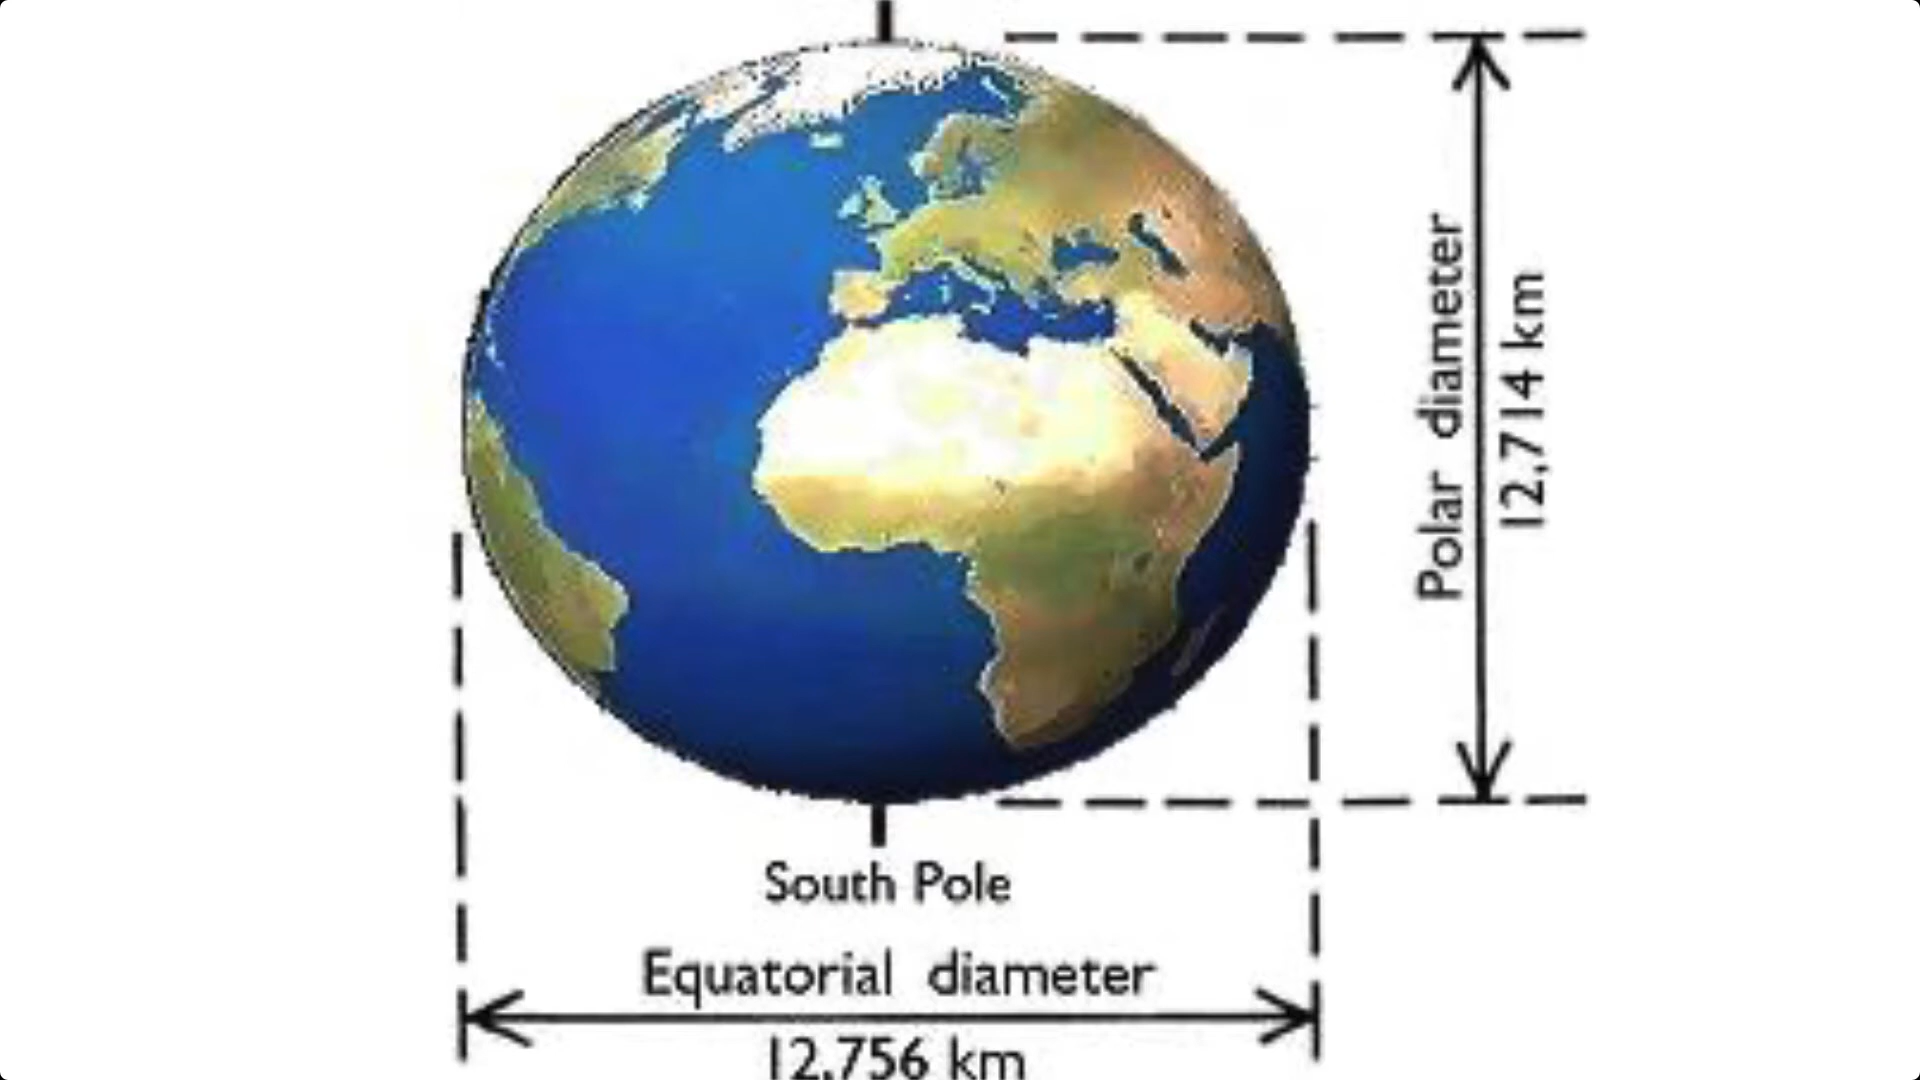 Polar diameter
12,714 km
South Pole
Equatorial diameter
12,756 km